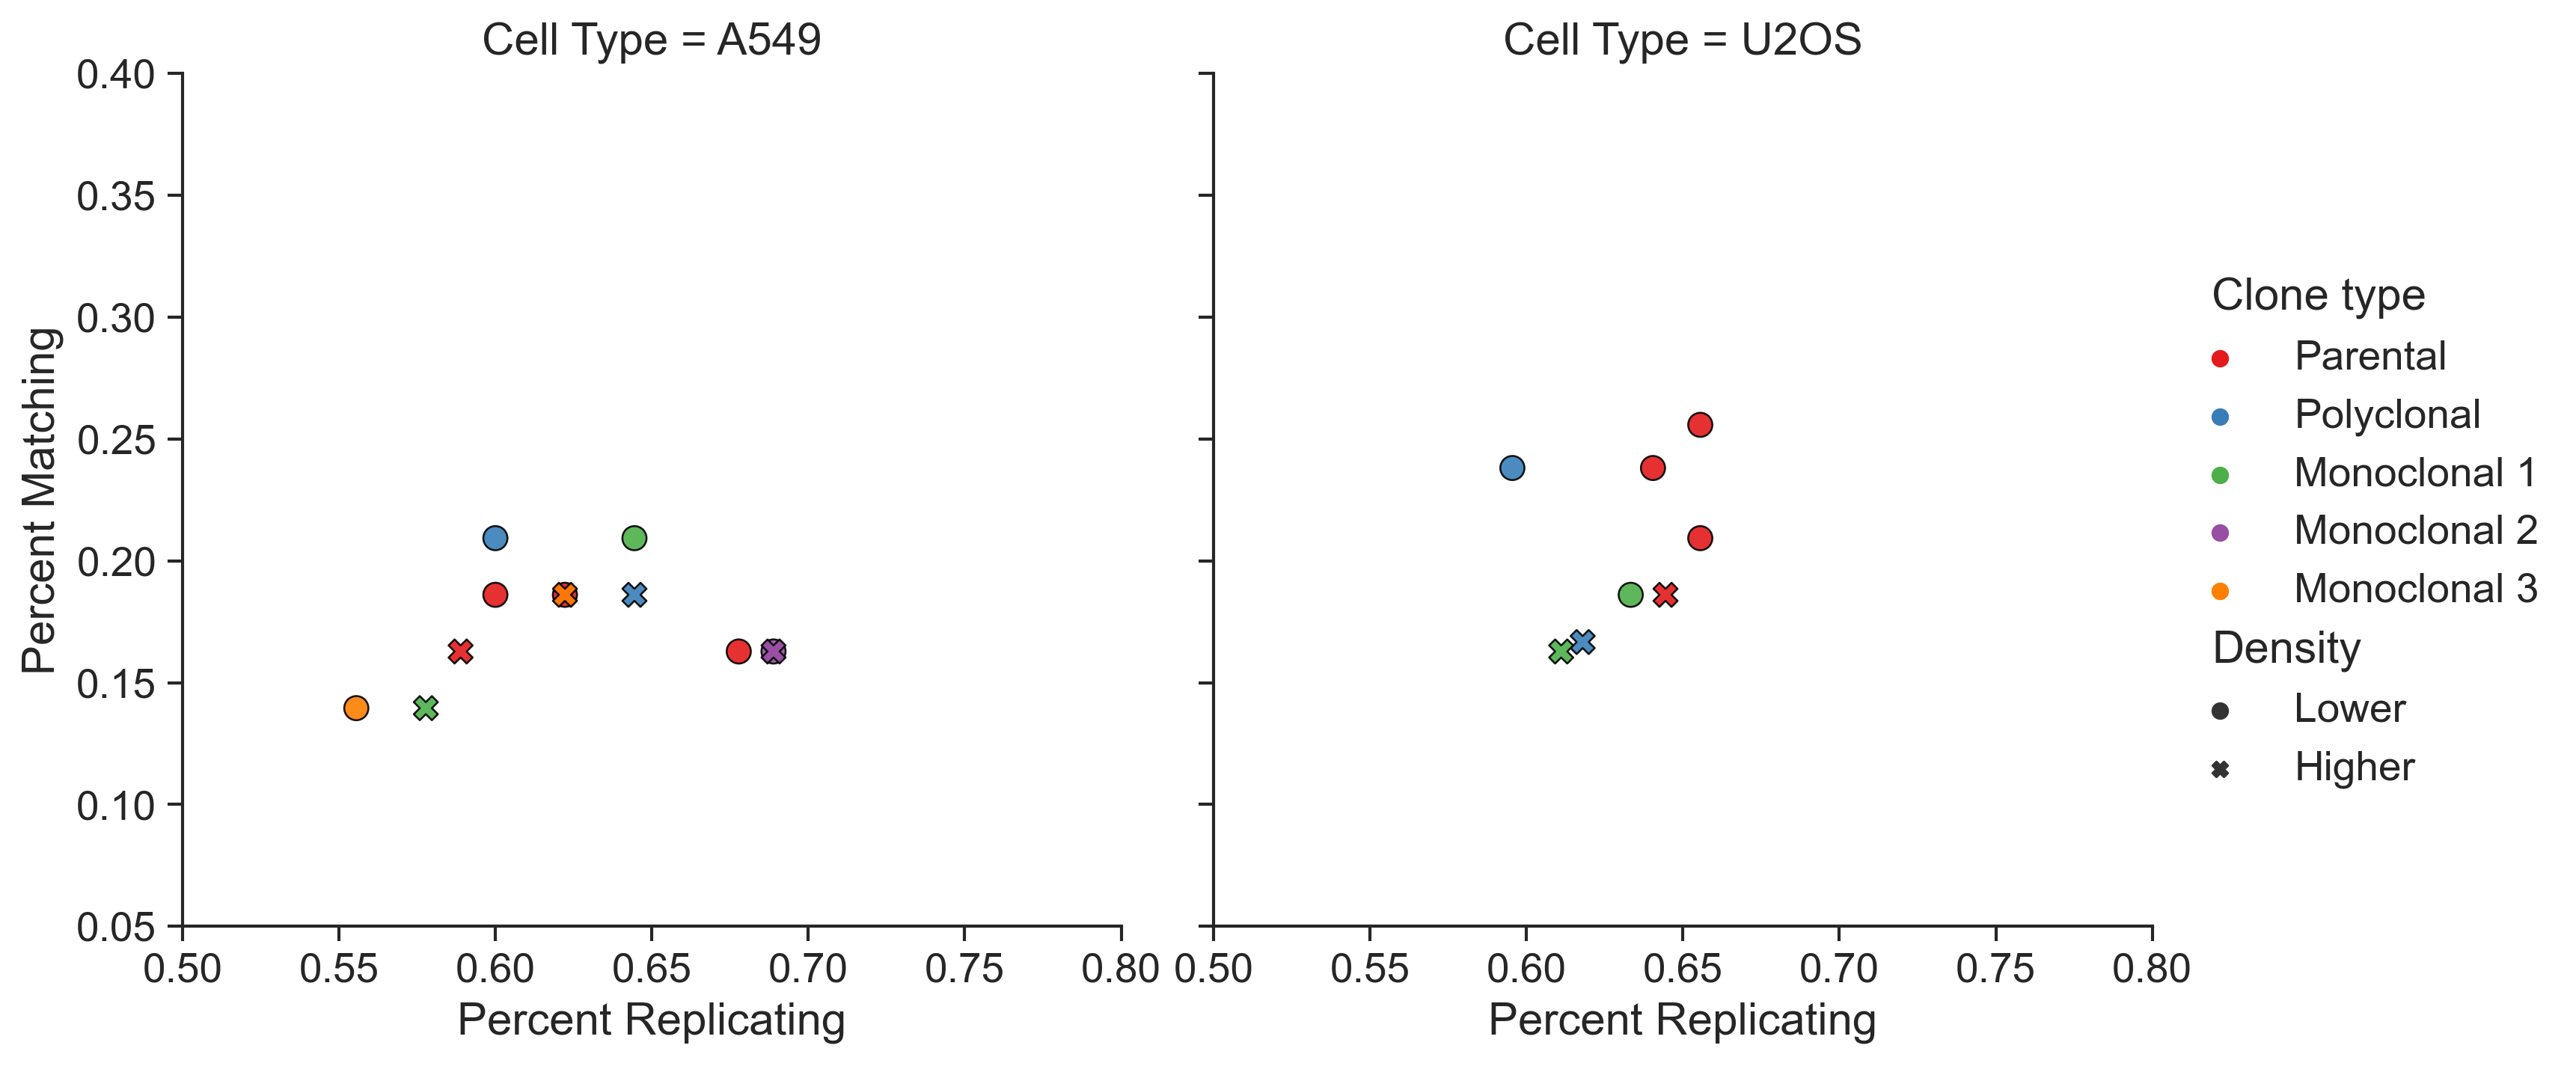 Cell Type = A549
Cell Type = U2OS
0.40
0.35
0.30
0.25
0.20
0.15
0.10
0.05
Percent Matching
0.50 0.55 0.60 0.65 0.70 0.75 0.80
0.50 0.55 0.60 0.65 0.70 0.75 0.80
Percent Replicating
Percent Replicating
Clone type
Parental
Polyclonal
Monoclonal 1
Monoclonal 2
Monoclonal 3
Density
Lower
Higher